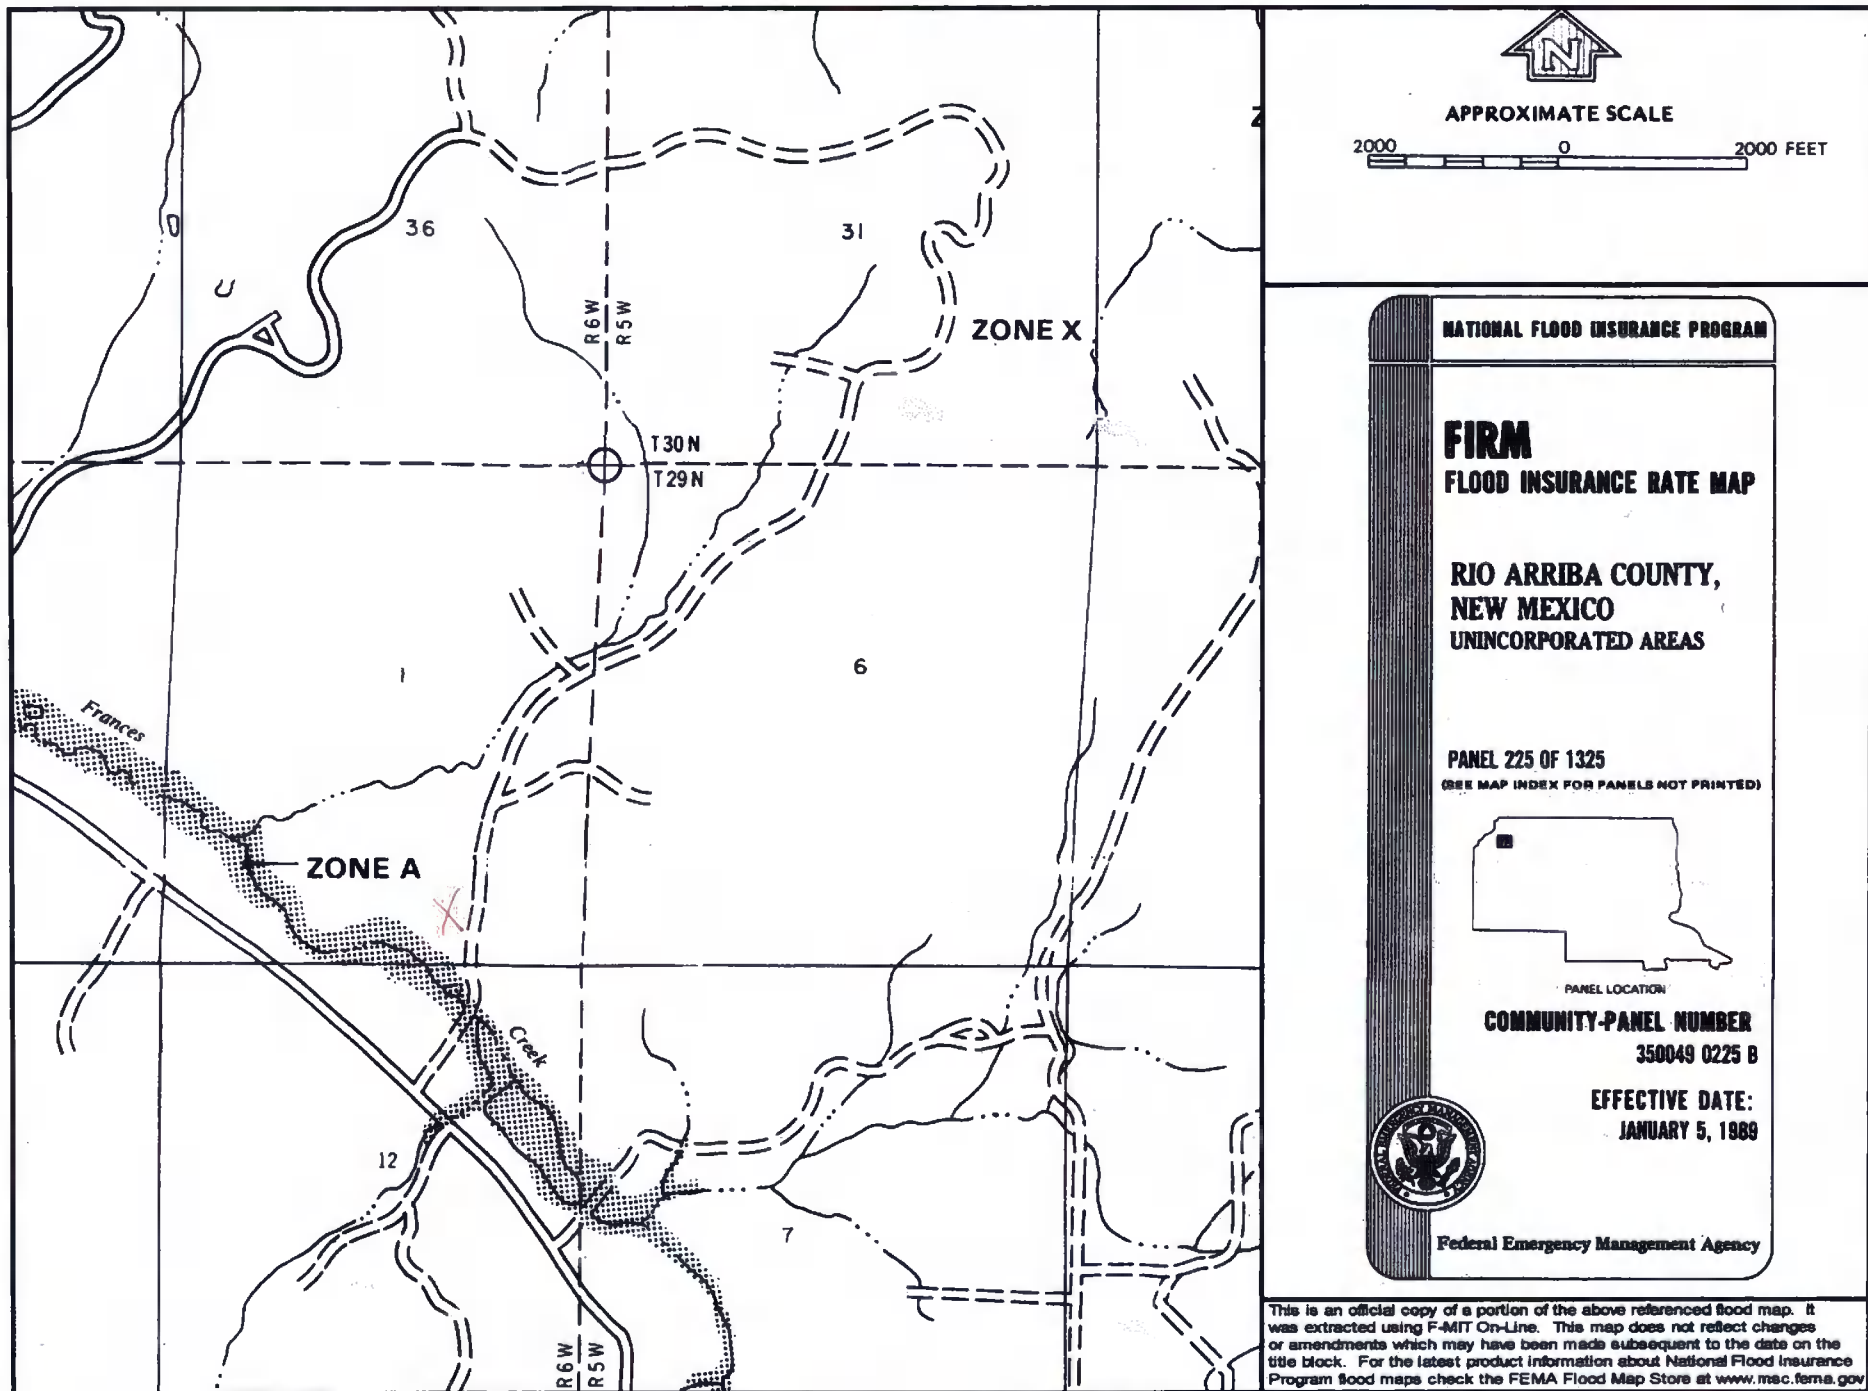 36
31
R6W
R5W
ZONE X
T30N
T29N
1
6
Frances
ZONE A
X
Creek
12
7
R6W
R5W
N
APPROXIMATE SCALE
2000 0 2000 FEET
NATIONAL FLOOD INSURANCE PROGRAM
FIRM
FLOOD INSURANCE RATE MAP
RIO ARRIBA COUNTY,
NEW MEXICO
UNINCORPORATED AREAS
PANEL 225 OF 1325
(SEE MAP INDEX FOR PANELS NOT PRINTED)
PANEL LOCATION
COMMUNITY-PANEL NUMBER
350049 0225 B
EFFECTIVE DATE:
JANUARY 5, 1989
FEDERAL EMERGENCY MANAGEMENT AGENCY
Federal Emergency Management Agency
This is an official copy of a portion of the above referenced flood map. It
was extracted using F-MIT On-Line. This map does not reflect changes
or amendments which may have been made subsequent to the date on the
title block. For the latest product information about National Flood Insurance
Program flood maps check the FEMA Flood Map Store at www.msc.fema.gov